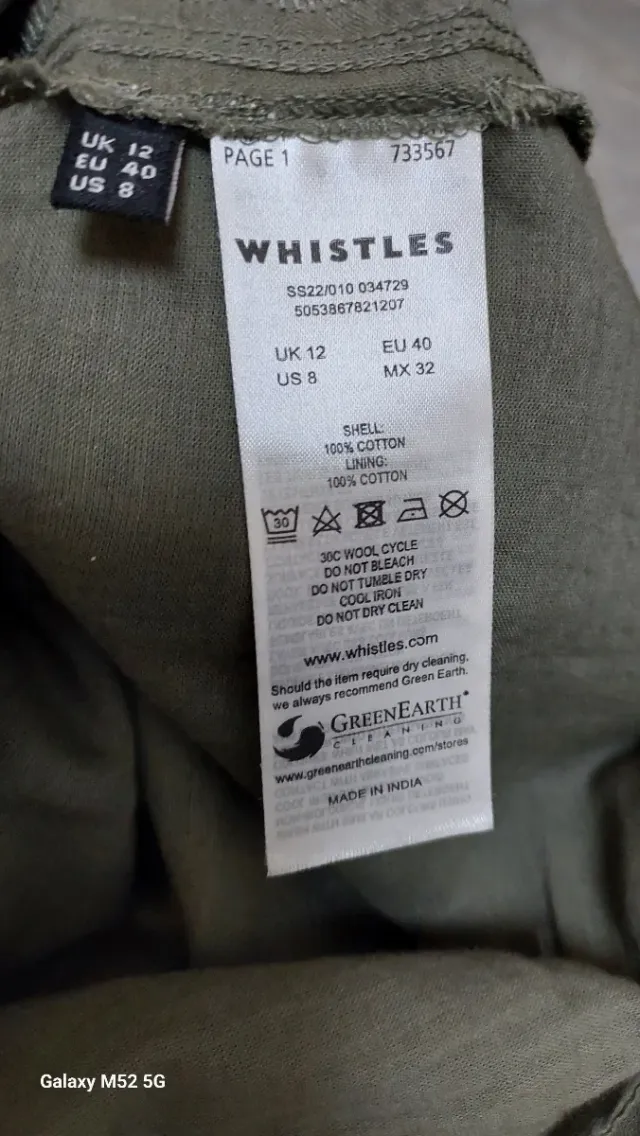 UK 12
EU 40
US 8
PAGE 1 733567
WHISTLES
SS22/010 034729
5053867821207
UK 12 EU 40
US 8 MX 32
SHELL:
100% COTTON
LINING:
100% COTTON
30
30C WOOL CYCLE
DO NOT BLEACH
DO NOT TUMBLE DRY
COOL IRON
DO NOT DRY CLEAN
www.whistles.com
Should the item require dry cleaning,
we always recommend Green Earth.
GREENEARTH
CLEANING
www.greenearthcleaning.com/stores
MADE IN INDIA
Galaxy M52 5G